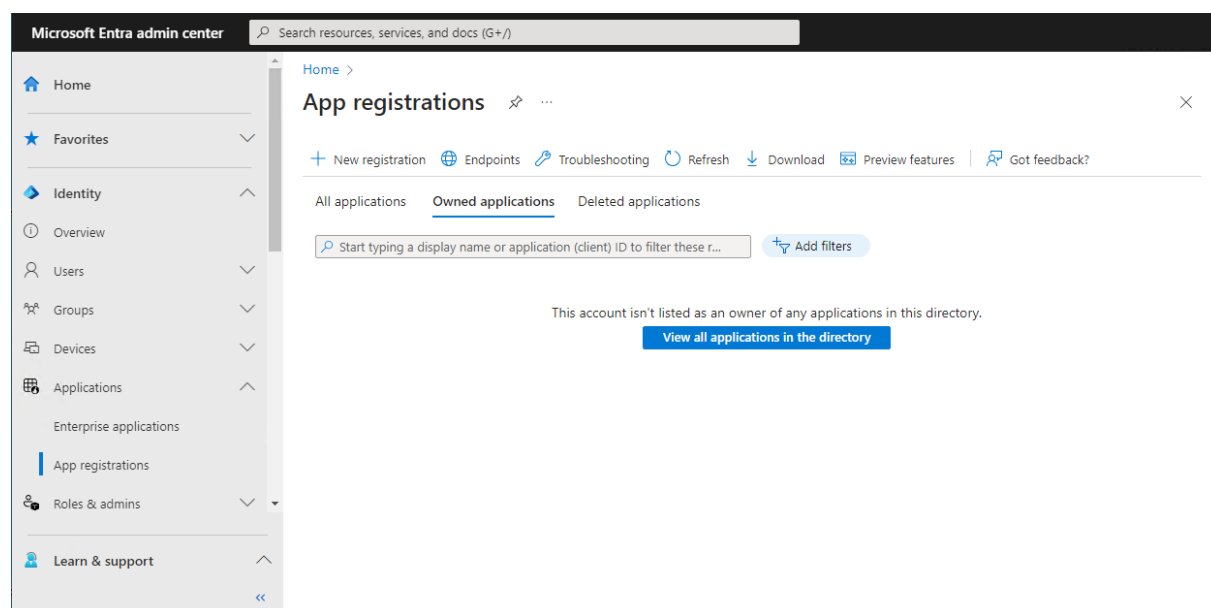 Microsoft Entra admin center
Search resources, services, and docs (G+/)
Home
Favorites
Identity
Overview
Users
Groups
Devices
Applications
Enterprise applications
App registrations
Roles & admins
Learn & support
<<
Home >
App registrations
...
New registration Endpoints Troubleshooting Refresh Download Preview features Got feedback?
All applications Owned applications Deleted applications
Start typing a display name or application (client) ID to filter these r...
Add filters
This account isn't listed as an owner of any applications in this directory.
View all applications in the directory